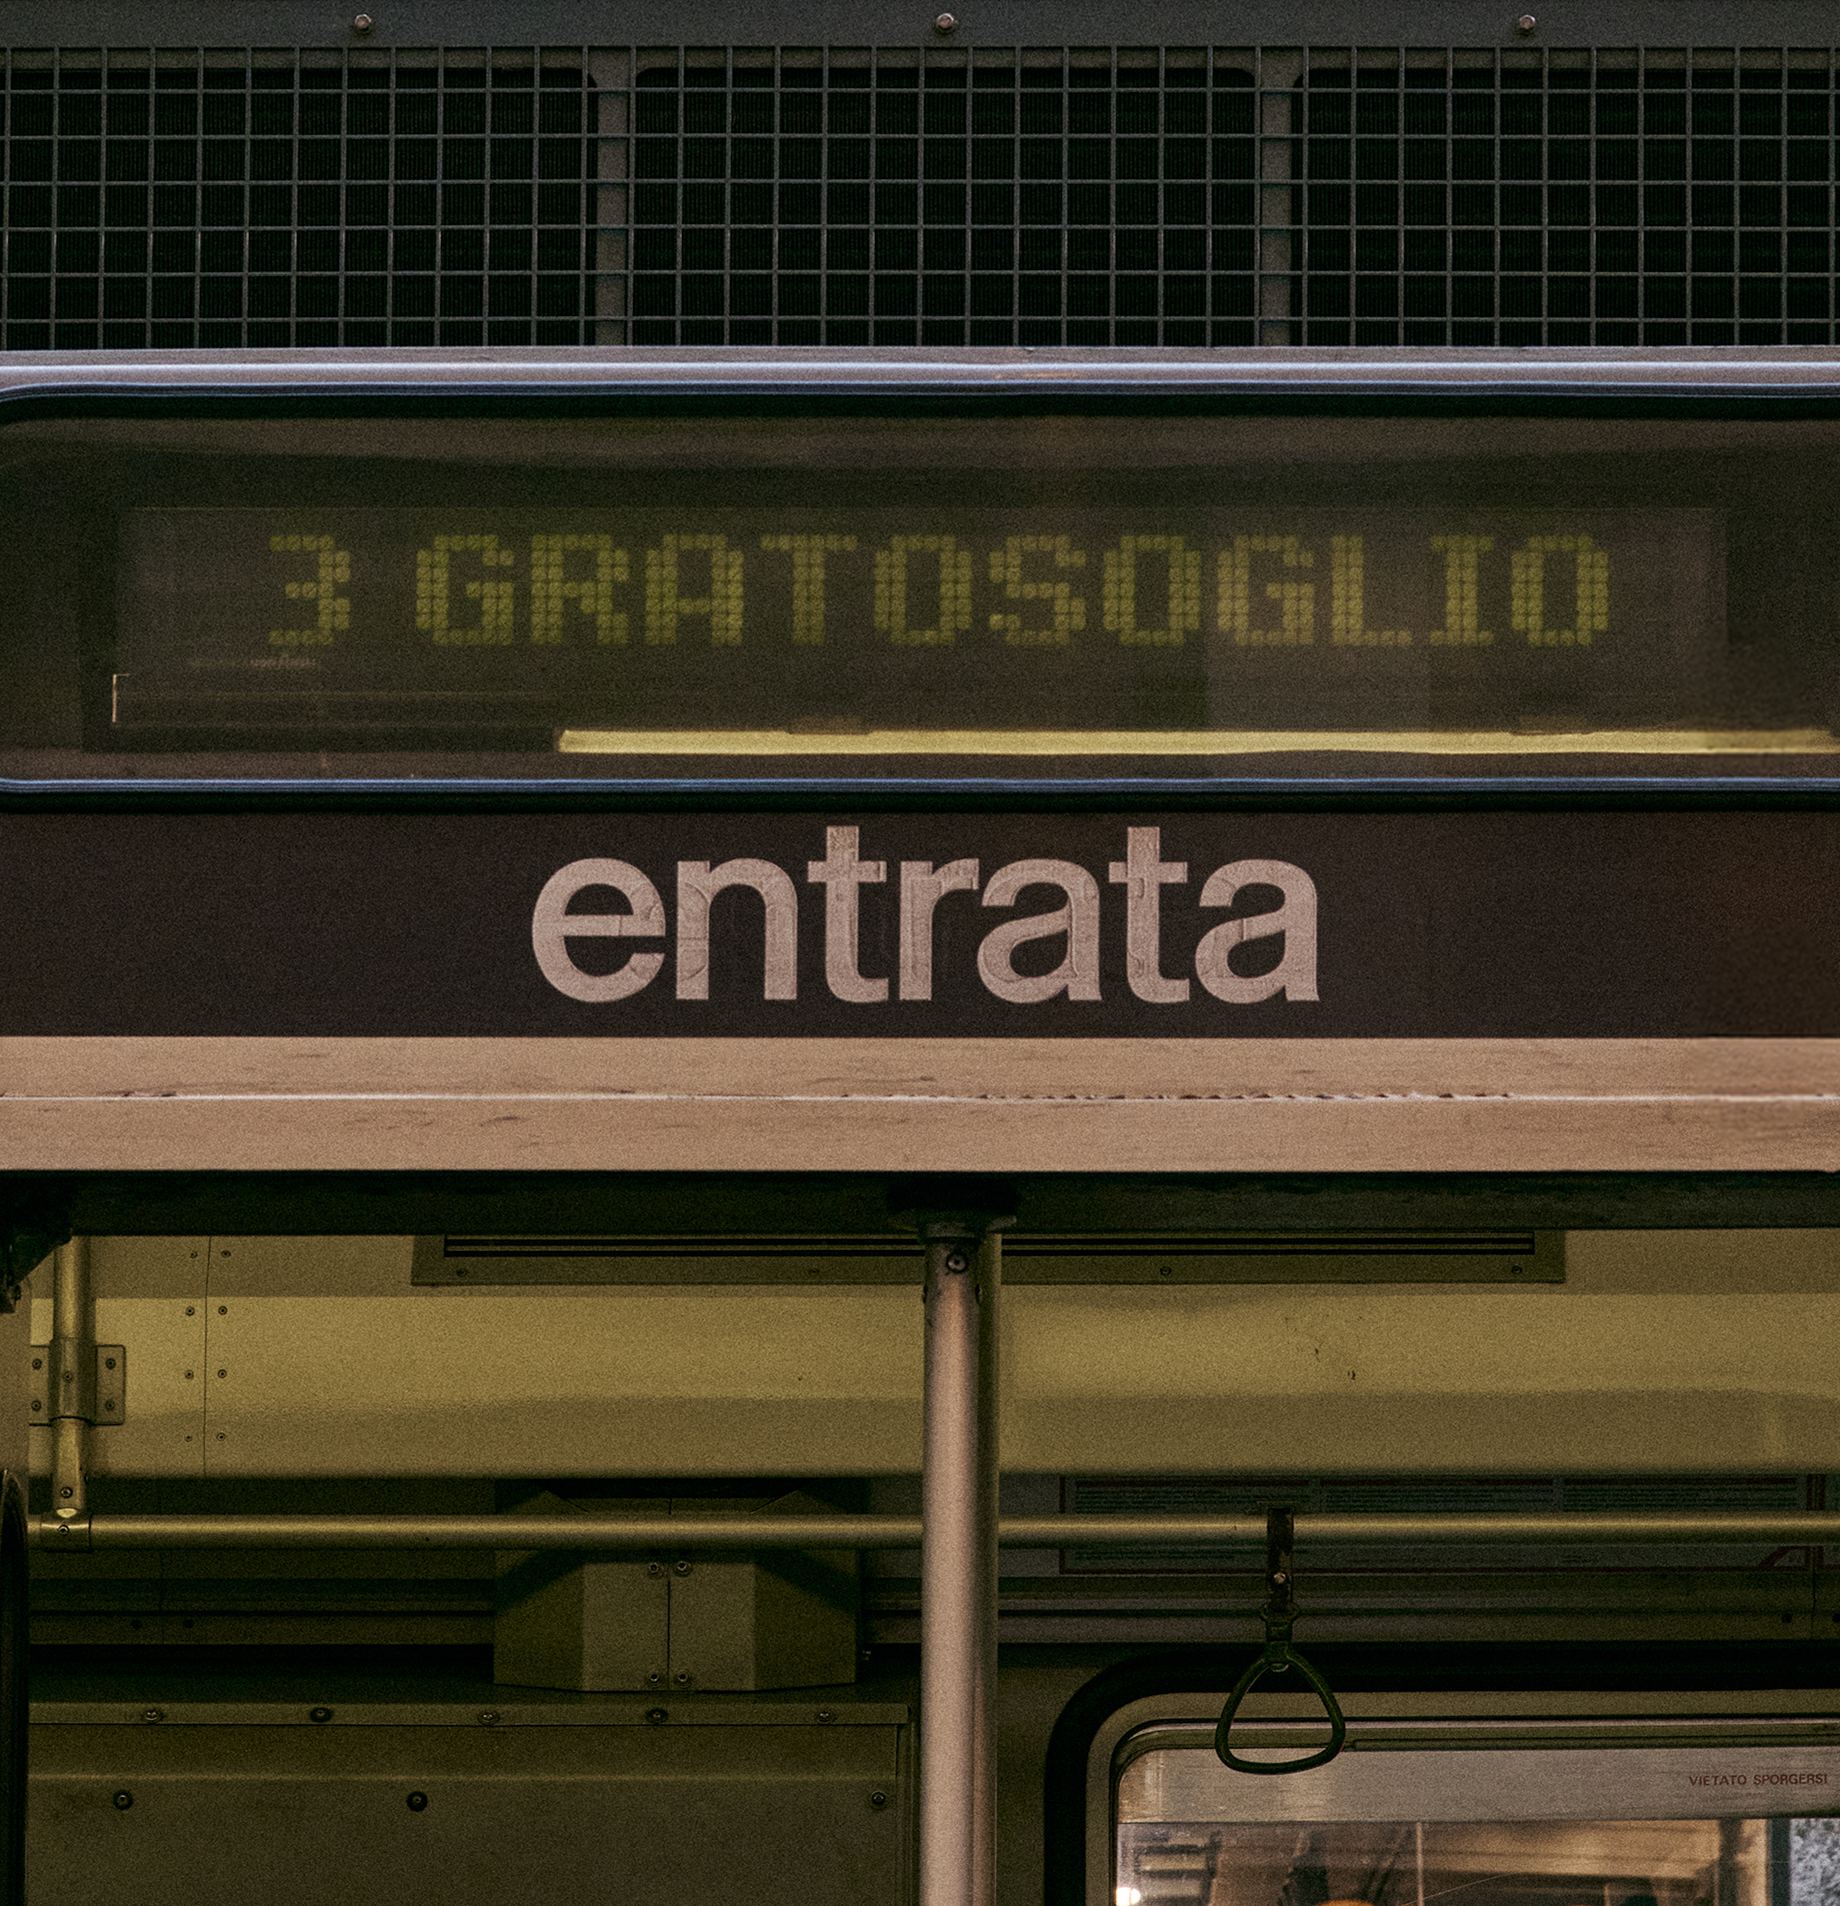 3 GRATOSOGLIO
entrata
VIETATO SPORGERSI